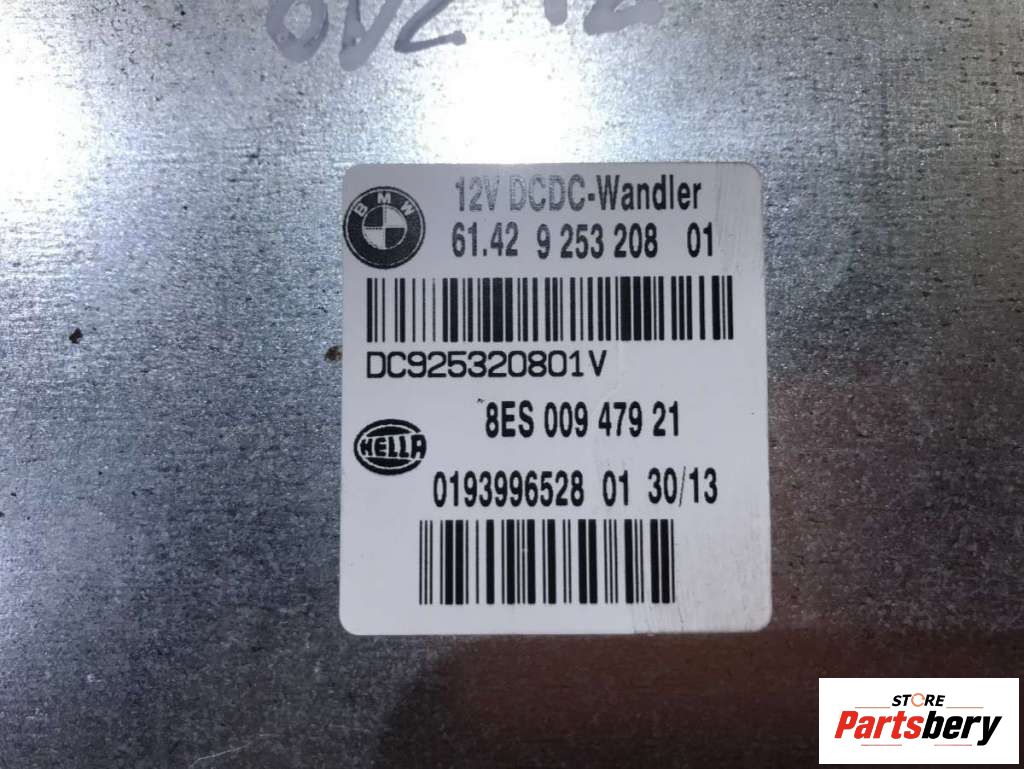 BMW
12V DCDC-Wandler
61.42 9 253 208 01
DC925320801V
8ES 009 479 21
HELLA
0193996528 01 30/13
STORE
Partsbery